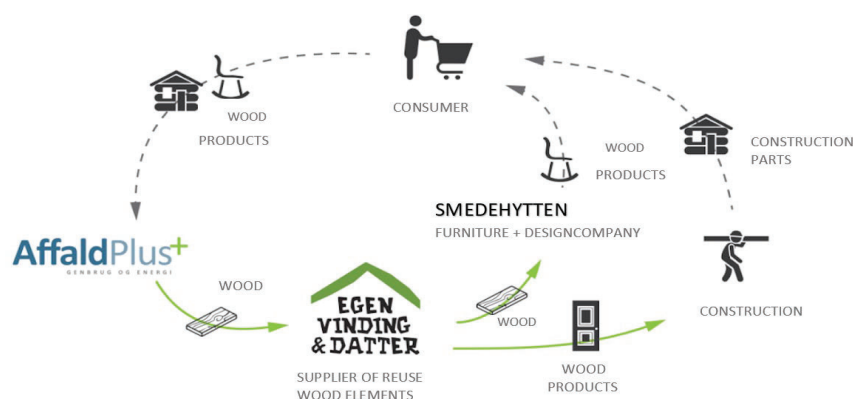 CONSUMER
WOOD
PRODUCTS
WOOD
PRODUCTS
CONSTRUCTION
PARTS
SMEDEHYTTEN
FURNITURE + DESIGNCOMPANY
AffaldPlus+
GENBRUG OG ENERGI
WOOD
EGEN
VINDING
& DATTER
SUPPLIER OF REUSE
WOOD ELEMENTS
WOOD
WOOD
PRODUCTS
CONSTRUCTION